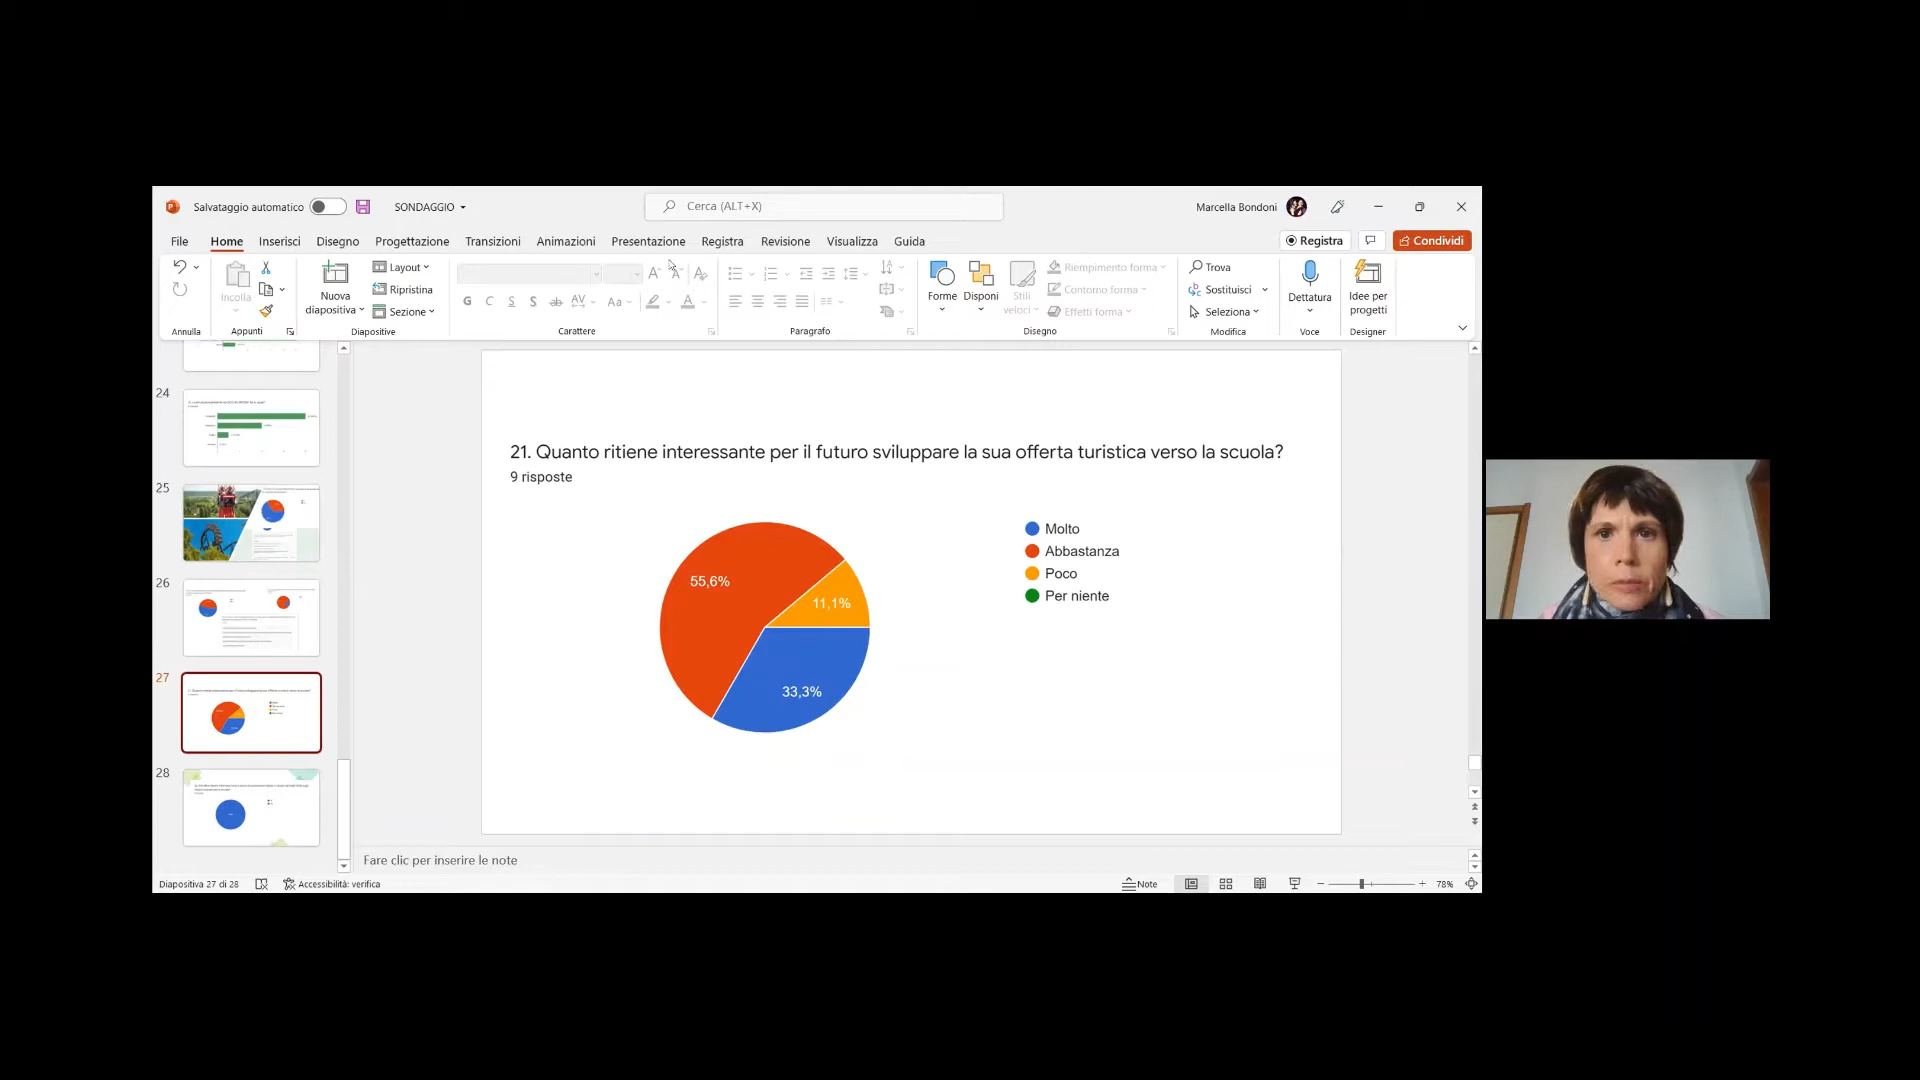 Salvataggio automatico
SONDAGGIO
Cerca (ALT+X)
Marcella Bondoni
File Home Inserisci Disegno Progettazione Transizioni Animazioni Presentazione Registra Revisione Visualizza Guida
Registra
Condividi
Incolla
Nuova diapositiva
Layout
Ripristina
Sezione
G C S S ab AV Aa A
Forme
Disponi
Stili veloci
Riempimento forma
Contorno forma
Effetti forma
Trova
Sostituisci
Seleziona
Dettatura
Idee per progetti
Annulla
Appunti
Diapositive
Carattere
Paragrafo
Disegno
Modifica
Voce
Designer
24
25
26
27
28
21. Quanto ritiene interessante per il futuro sviluppare la sua offerta turistica verso la scuola?
9 risposte
55,6%
11,1%
33,3%
Molto
Abbastanza
Poco
Per niente
Fare clic per inserire le note
Diapositiva 27 di 28
Accessibilità: verifica
Note
78%